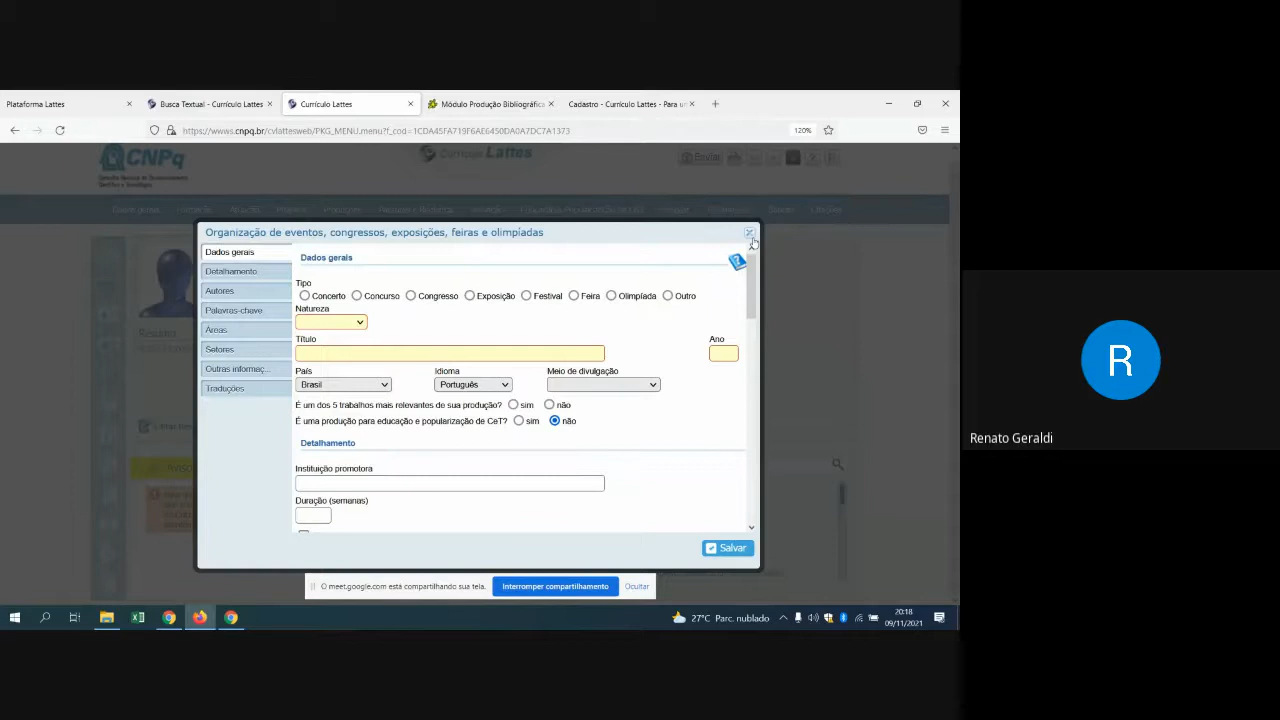 Plataforma Lattes
Busca Textual - Currículo Lattes
Currículo Lattes
Módulo Produção Bibliográfica
Cadastro - Currículo Lattes - Para um
https://wwws.cnpq.br/cvlattesweb/PKG_MENU.menu?f_cod=1CDA45FA719F6AE6450DA0A7DC7A1373
120%
CNPq
Currículo Lattes
Enviar
Organização de eventos, congressos, exposições, feiras e olimpíadas
Dados gerais
Detalhamento
Autores
Palavras-chave
Áreas
Setores
Outras informaç...
Traduções
Dados gerais
Tipo
Concerto Concurso Congresso Exposição Festival Feira Olimpíada Outro
Natureza
Título Ano
País Idioma Meio de divulgação
Brasil Português
É um dos 5 trabalhos mais relevantes de sua produção? sim não
É uma produção para educação e popularização de CeT? sim não
Detalhamento
Instituição promotora
Duração (semanas)
Salvar
O meet.google.com está compartilhando sua tela. Interromper compartilhamento Ocultar
27°C Parc. nublado
20:18
09/11/2021
R
Renato Geraldi